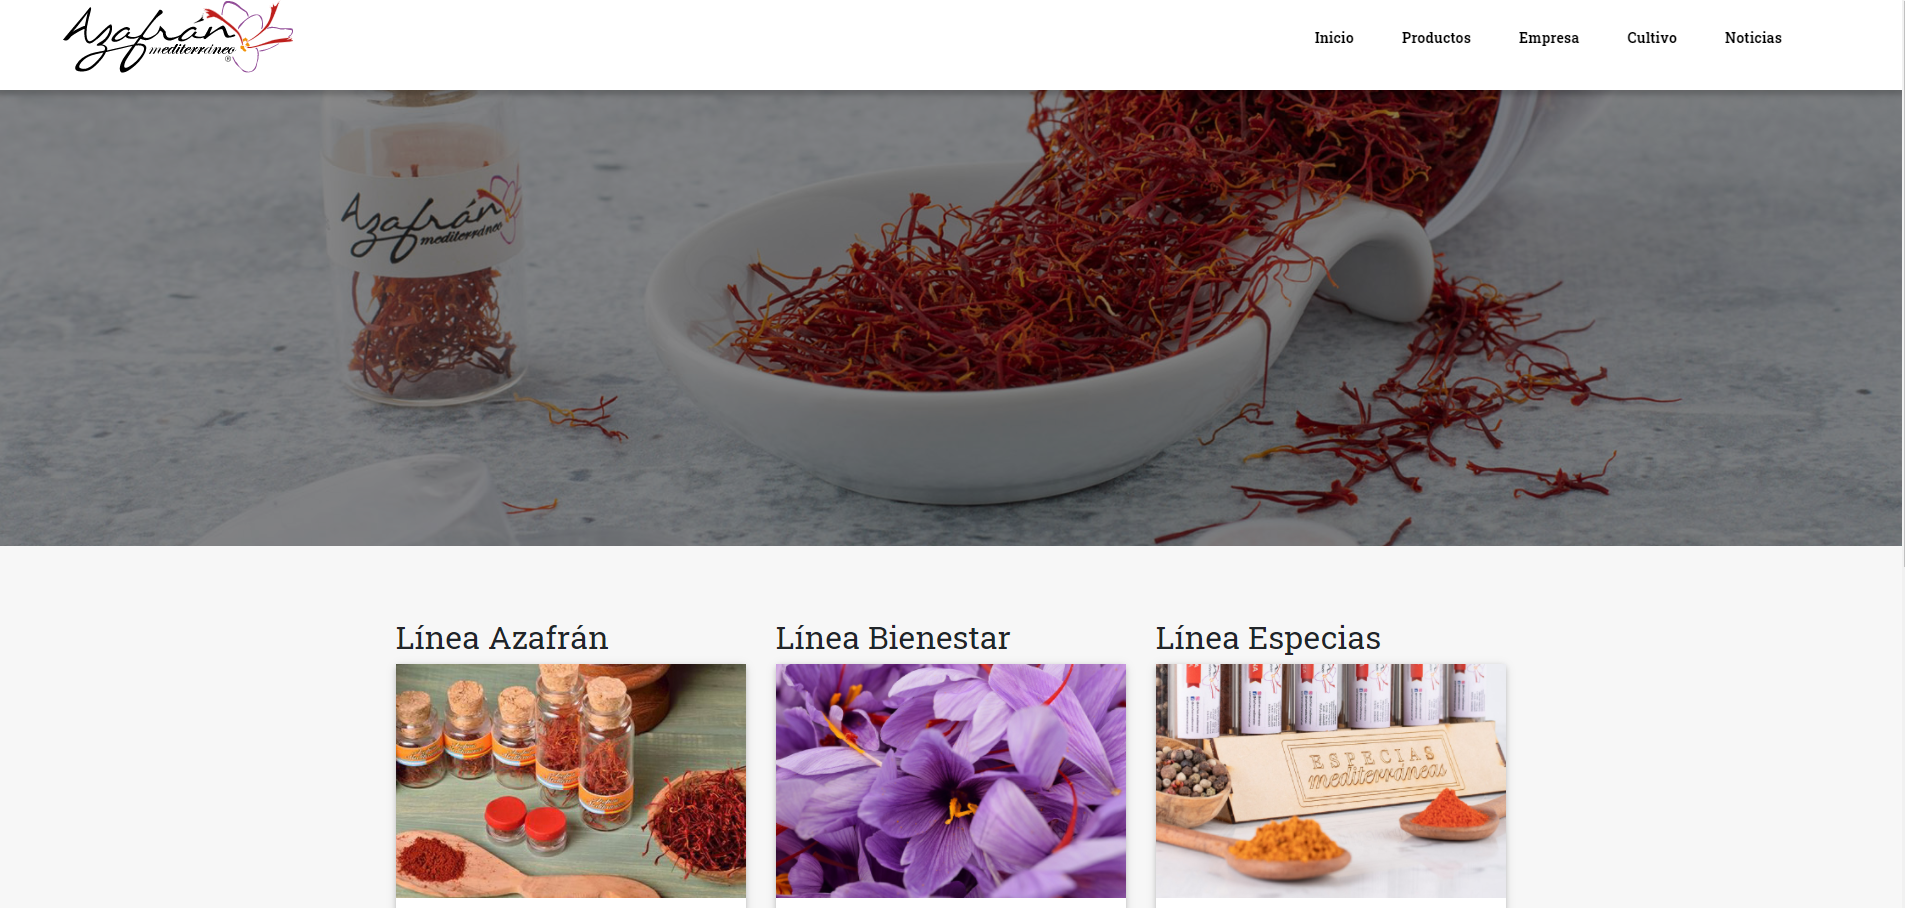 Azafrán
mediterráneo
®
Inicio
Productos
Empresa
Cultivo
Noticias
Azafrán
mediterráneo
Línea Azafrán
Línea Bienestar
Línea Especias
ESPECIAS
mediterráneas